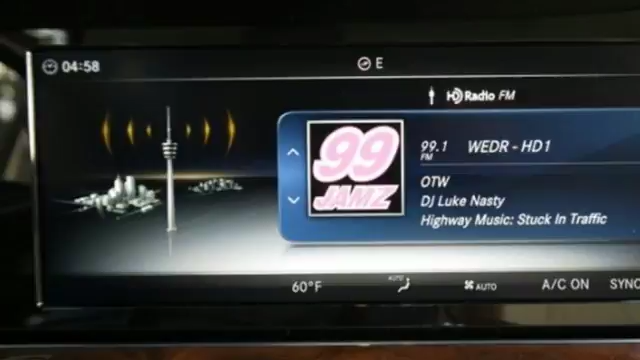 04:58
E
HD Radio FM
99 JAMZ
99.1 FM WEDR - HD1
OTW
DJ Luke Nasty
Highway Music: Stuck In Traffic
60°F AUTO AUTO A/C ON SYNC